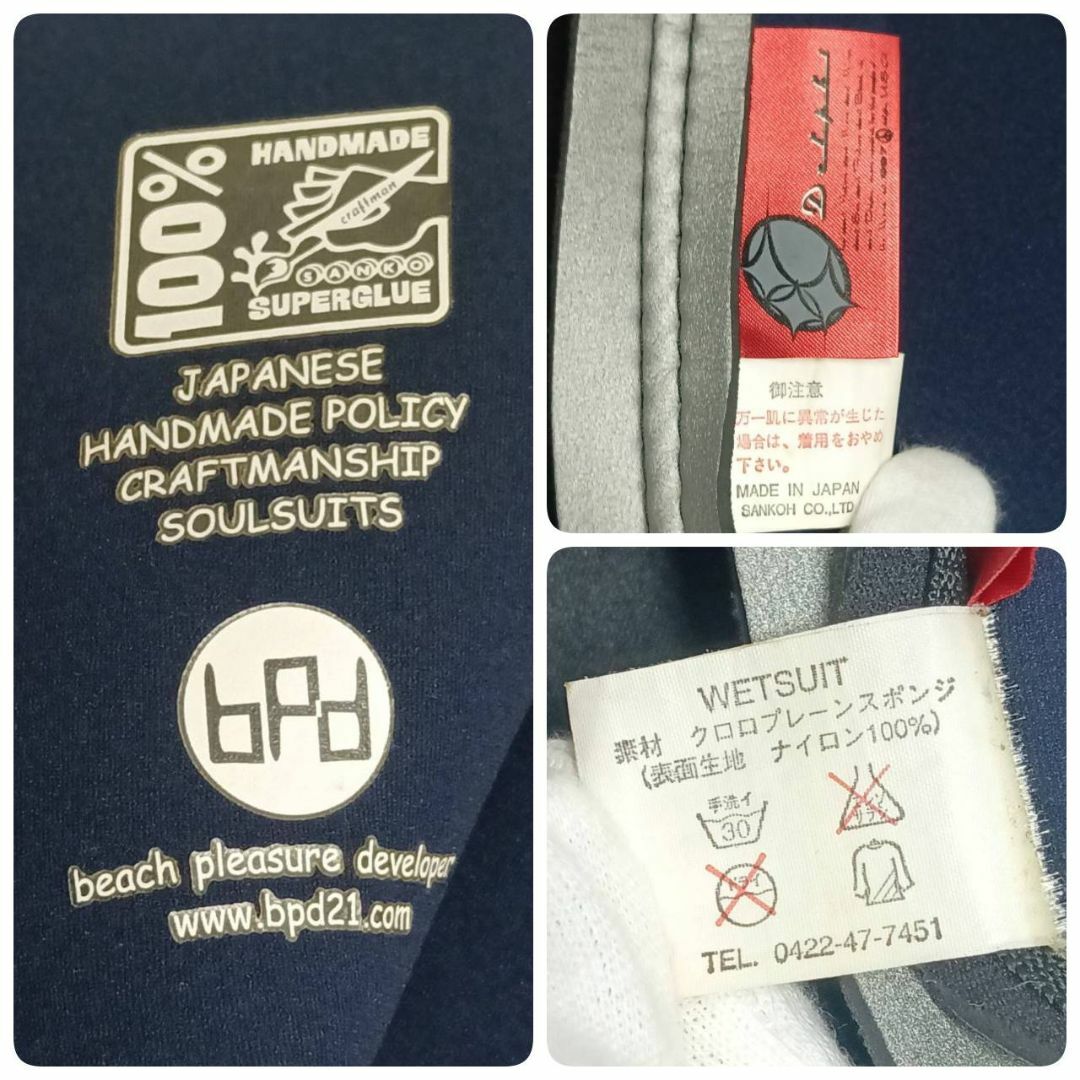 100%
HANDMADE
craftman
SANKO
SUPERGLUE
JAPANESE
HANDMADE POLICY
CRAFTMANSHIP
SOULSUITS
bpd
beach pleasure developer
www.bpd21.com
御注意
万一肌に異常が生じた
場合は、着用をおやめ
下さい。
MADE IN JAPAN
SANKOH CO.,LTD
WETSUIT
素材 クロロプレーンスポンジ
(表面生地 ナイロン100%)
手洗イ
30
ドライ
TEL. 0422-47-7451